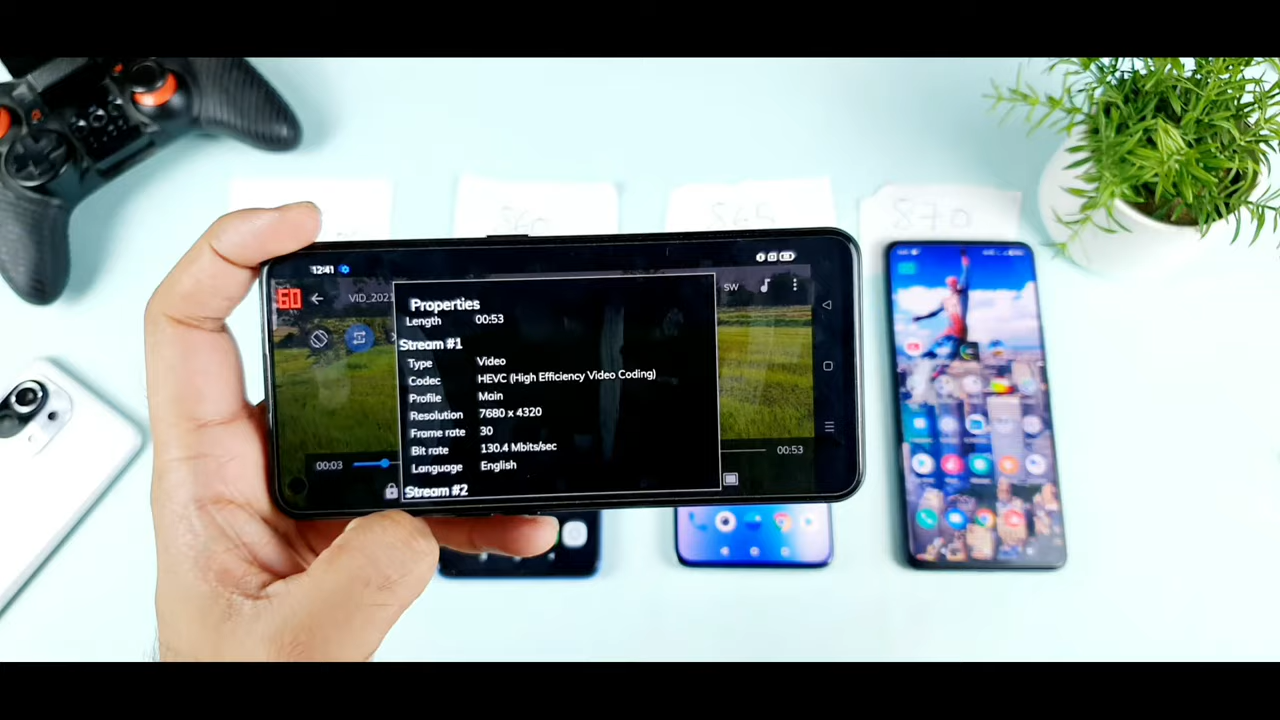 870
12:41
60
VID_2021
SW
Properties
Length 00:53
Stream #1
Type Video
Codec HEVC (High Efficiency Video Coding)
Profile Main
Resolution 7680 x 4320
Frame rate 30
Bit rate 130.4 Mbits/sec
Language English
Stream #2
00:03
00:53